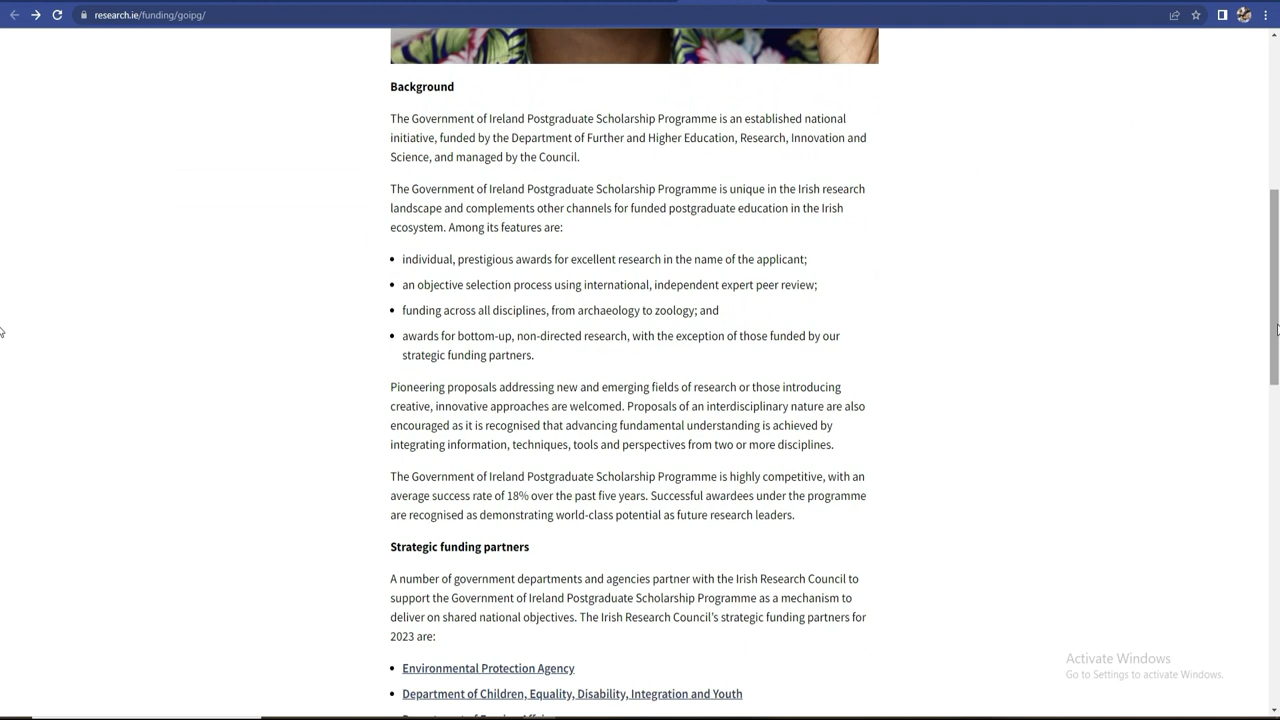 research.ie/funding/goipg/
Background
The Government of Ireland Postgraduate Scholarship Programme is an established national
initiative, funded by the Department of Further and Higher Education, Research, Innovation and
Science, and managed by the Council.
The Government of Ireland Postgraduate Scholarship Programme is unique in the Irish research
landscape and complements other channels for funded postgraduate education in the Irish
ecosystem. Among its features are:
• individual, prestigious awards for excellent research in the name of the applicant;
• an objective selection process using international, independent expert peer review;
• funding across all disciplines, from archaeology to zoology; and
• awards for bottom-up, non-directed research, with the exception of those funded by our
strategic funding partners.
Pioneering proposals addressing new and emerging fields of research or those introducing
creative, innovative approaches are welcomed. Proposals of an interdisciplinary nature are also
encouraged as it is recognised that advancing fundamental understanding is achieved by
integrating information, techniques, tools and perspectives from two or more disciplines.
The Government of Ireland Postgraduate Scholarship Programme is highly competitive, with an
average success rate of 18% over the past five years. Successful awardees under the programme
are recognised as demonstrating world-class potential as future research leaders.
Strategic funding partners
A number of government departments and agencies partner with the Irish Research Council to
support the Government of Ireland Postgraduate Scholarship Programme as a mechanism to
deliver on shared national objectives. The Irish Research Council's strategic funding partners for
2023 are:
• Environmental Protection Agency
• Department of Children, Equality, Disability, Integration and Youth
Activate Windows
Go to Settings to activate Windows.